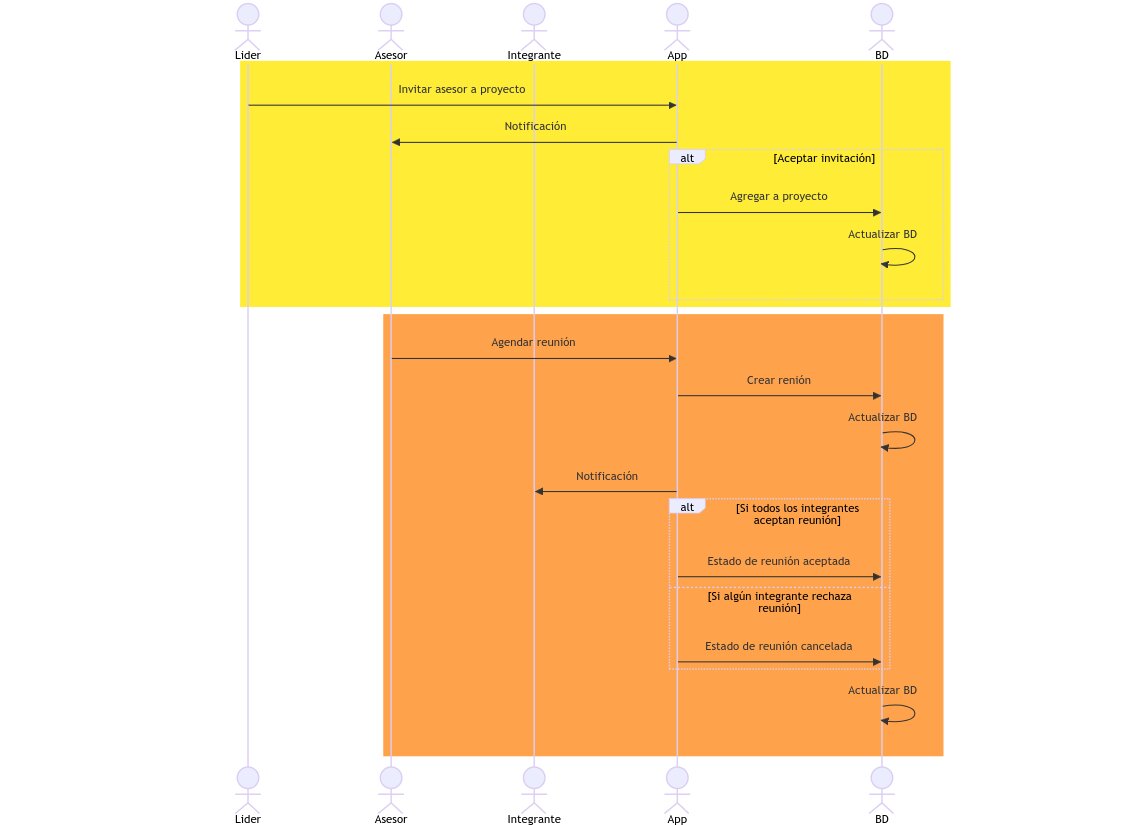 Lider
Asesor
Integrante
App
BD
Invitar asesor a proyecto
Notificación
alt
[Aceptar invitación]
Agregar a proyecto
Actualizar BD
Agendar reunión
Crear renión
Actualizar BD
Notificación
alt
[Si todos los integrantes
aceptan reunión]
Estado de reunión aceptada
[Si algún integrante rechaza
reunión]
Estado de reunión cancelada
Actualizar BD
Lider
Asesor
Integrante
App
BD